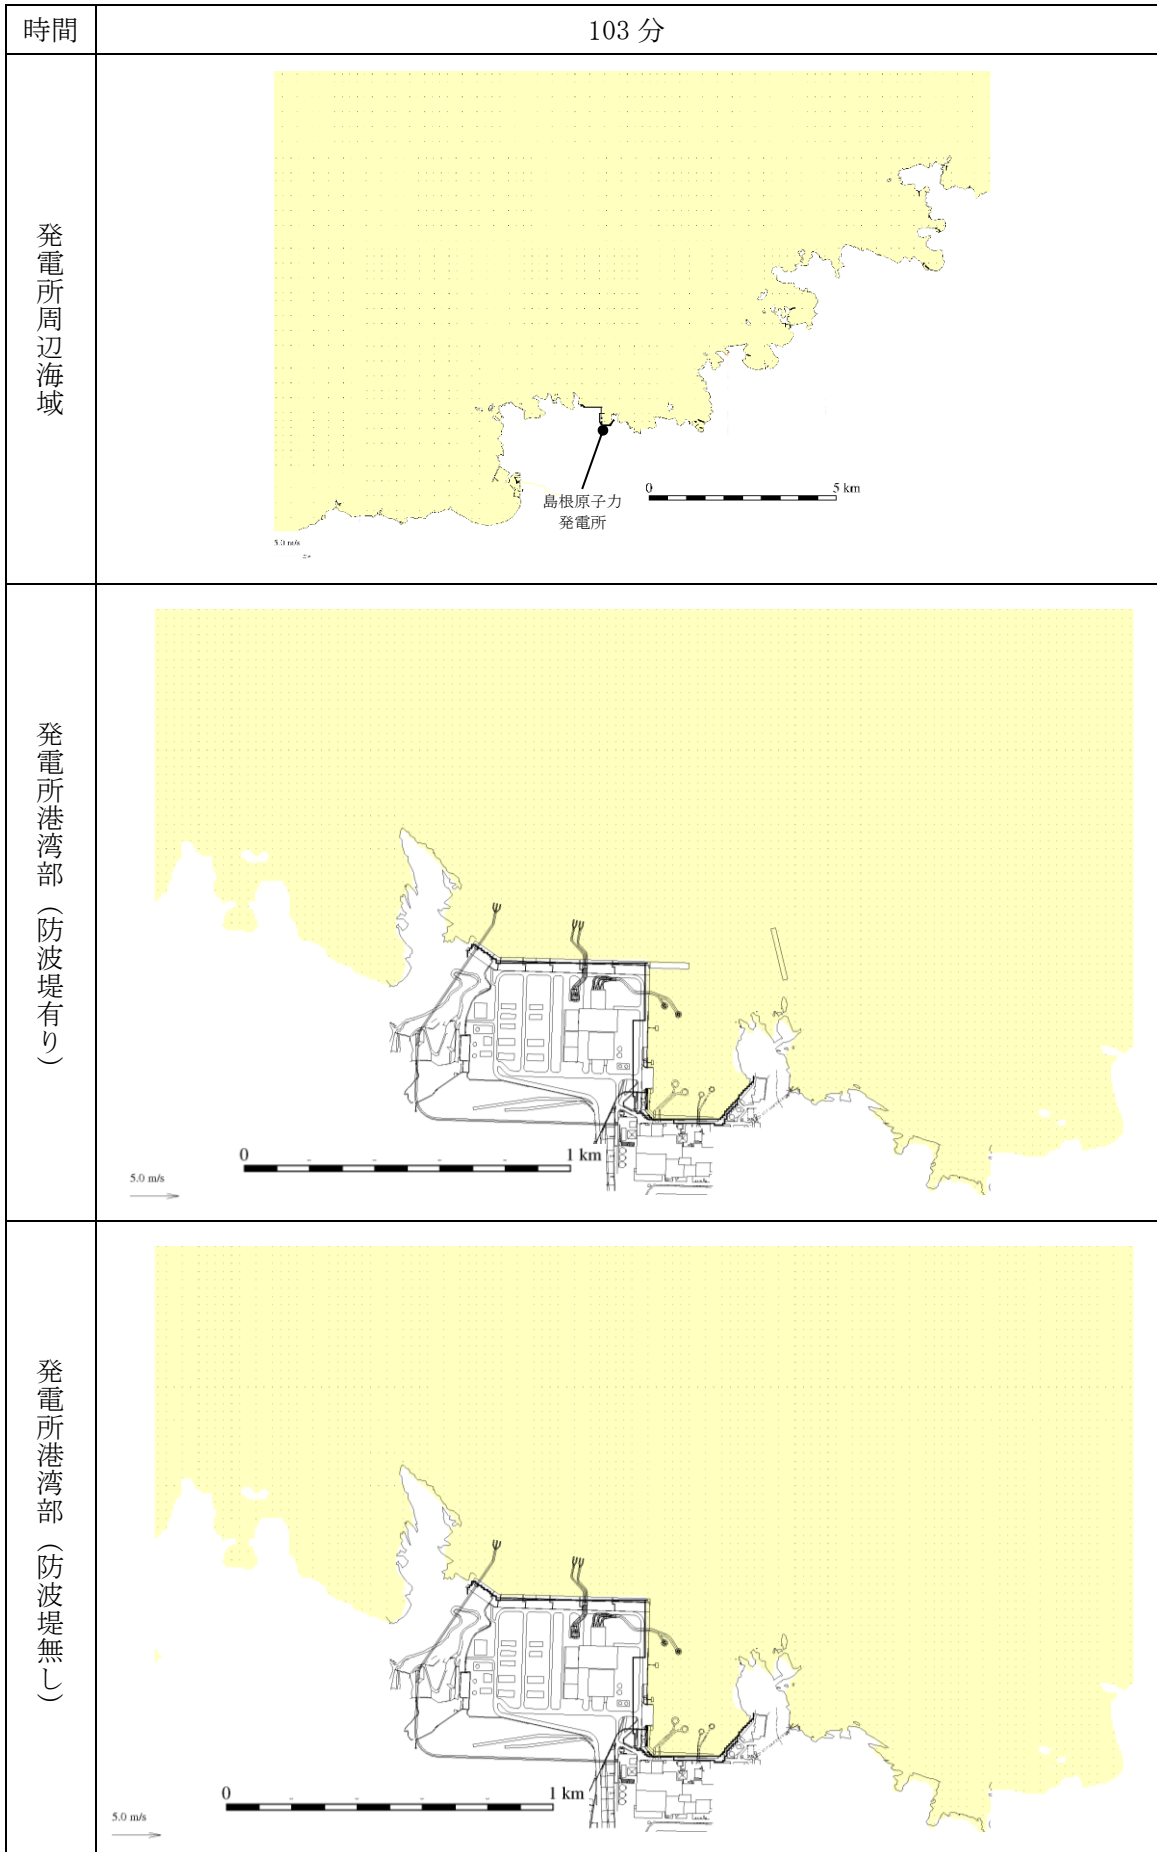 時間
103 分
発電所周辺海域
島根原子力
発電所
0
5 km
5.0 m/s
発電所港湾部（防波堤有り）
0
1 km
5.0 m/s
発電所港湾部（防波堤無し）
0
1 km
5.0 m/s